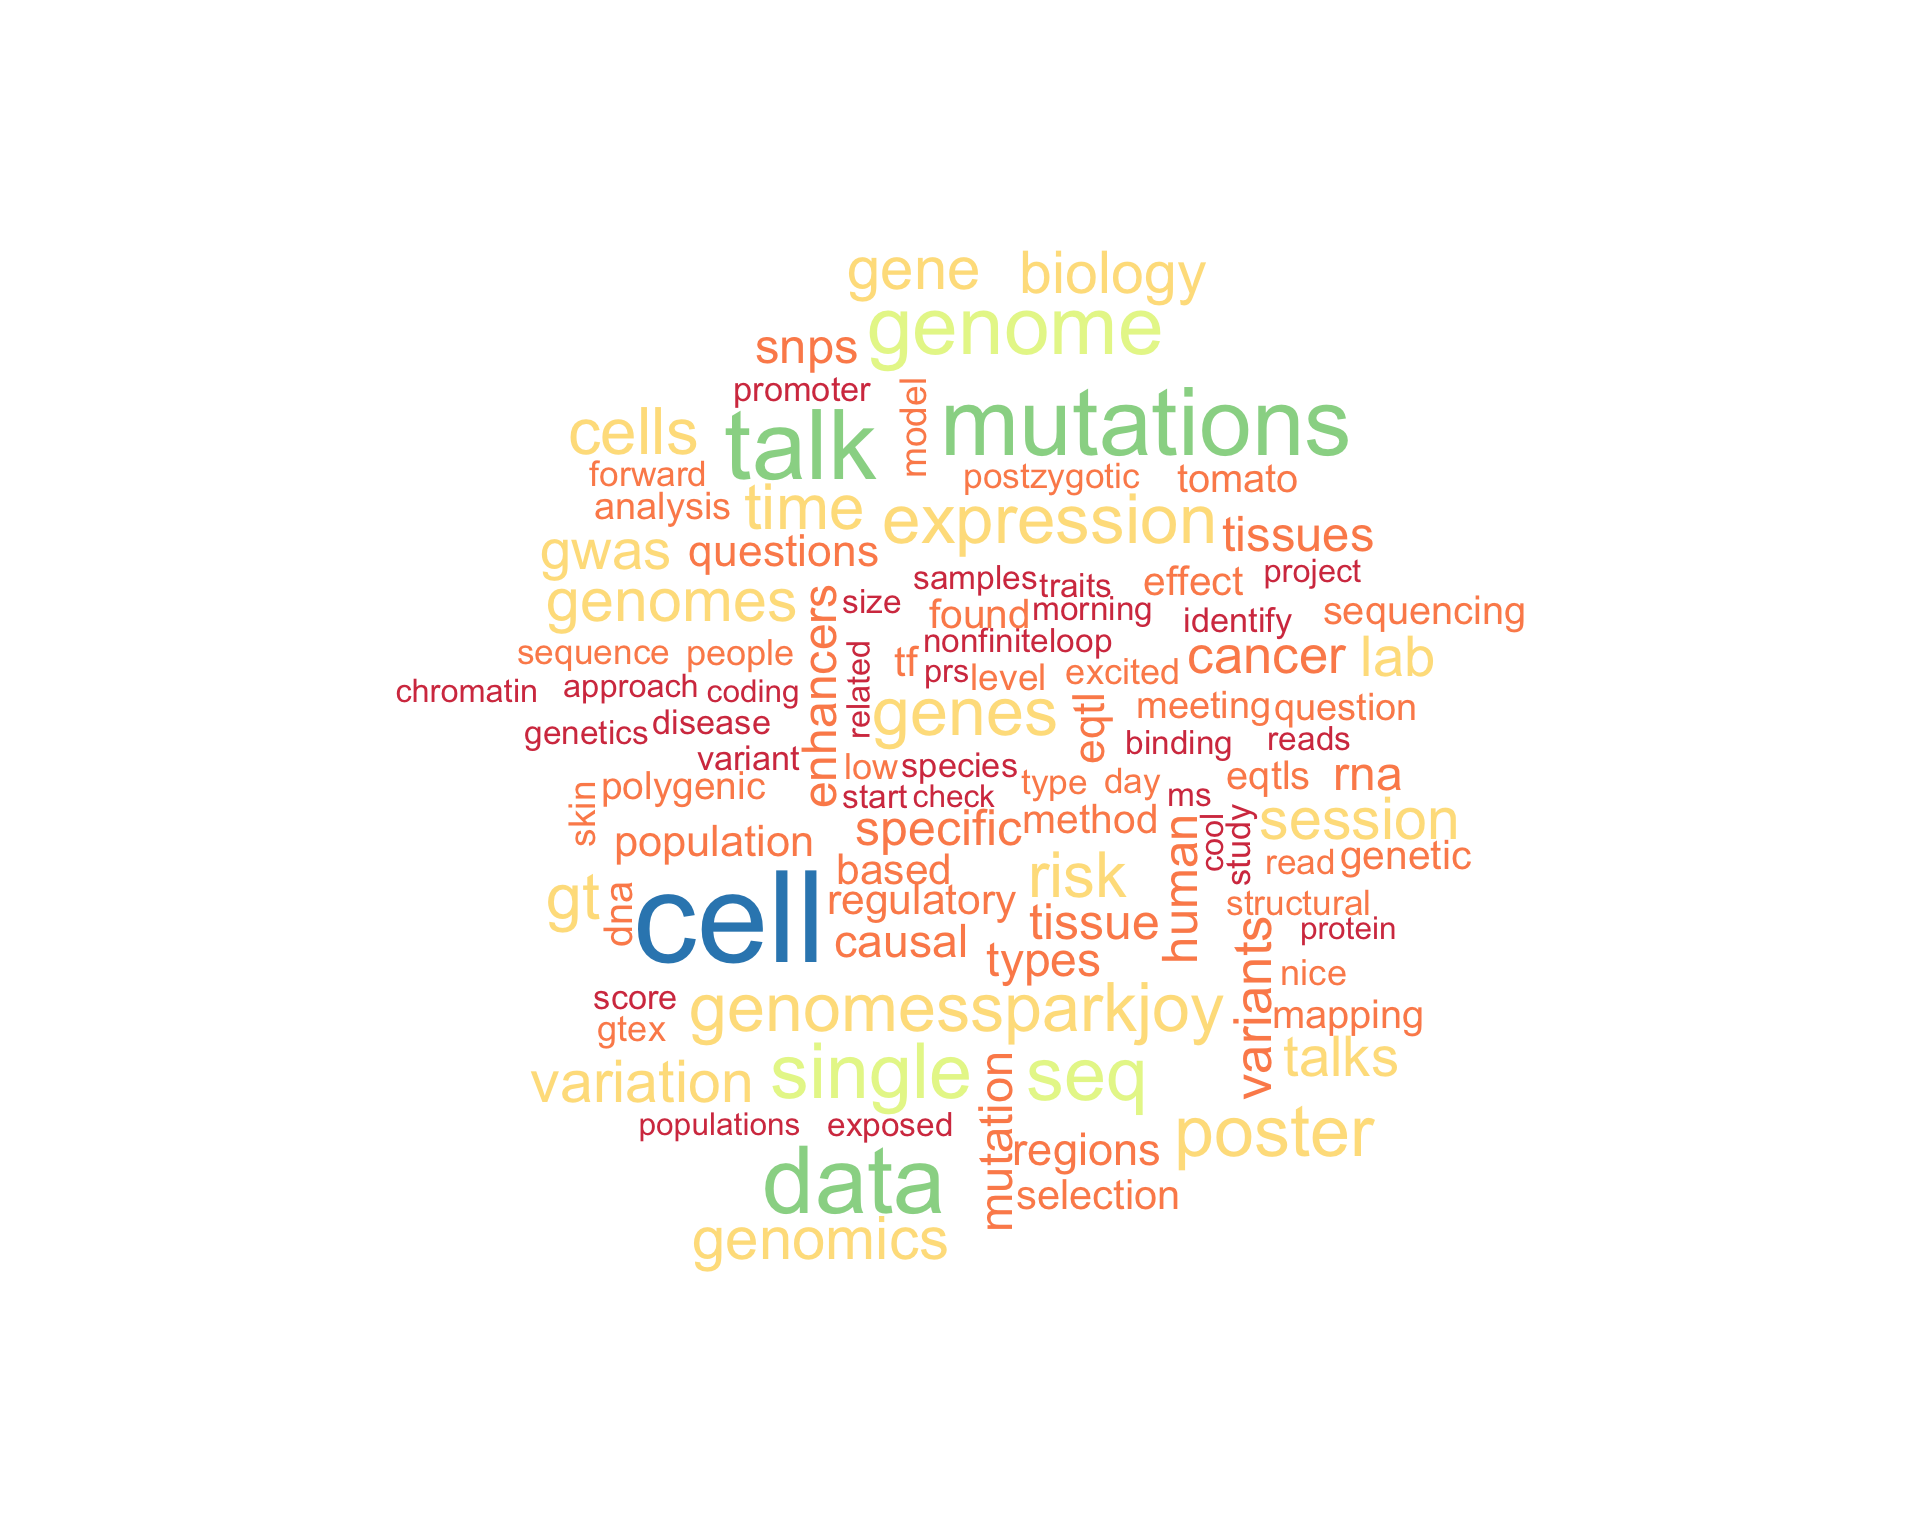 gene
biology
genome
snps
promoter
model
mutations
talk
cells
forward
postzygotic
tomato
analysis
time
expression
tissues
gwas
questions
samples
traits
effect
project
genomes
enhancers
size
found
morning
identify
sequencing
nonfiniteloop
sequence
people
related
tf
prs
level
excited
cancer
lab
chromatin
approach
coding
genes
eqtl
meeting
question
genetics
disease
binding
reads
variant
low
species
type
day
eqtls
rna
skin
polygenic
start
check
ms
cool
study
session
population
specific
method
human
read
genetic
based
risk
gt
dna
cell
regulatory
tissue
structural
variants
protein
causal
types
nice
score
genomessparkjoy
mapping
gtex
variation
single
mutation
seq
talks
populations
exposed
regions
poster
data
selection
genomics